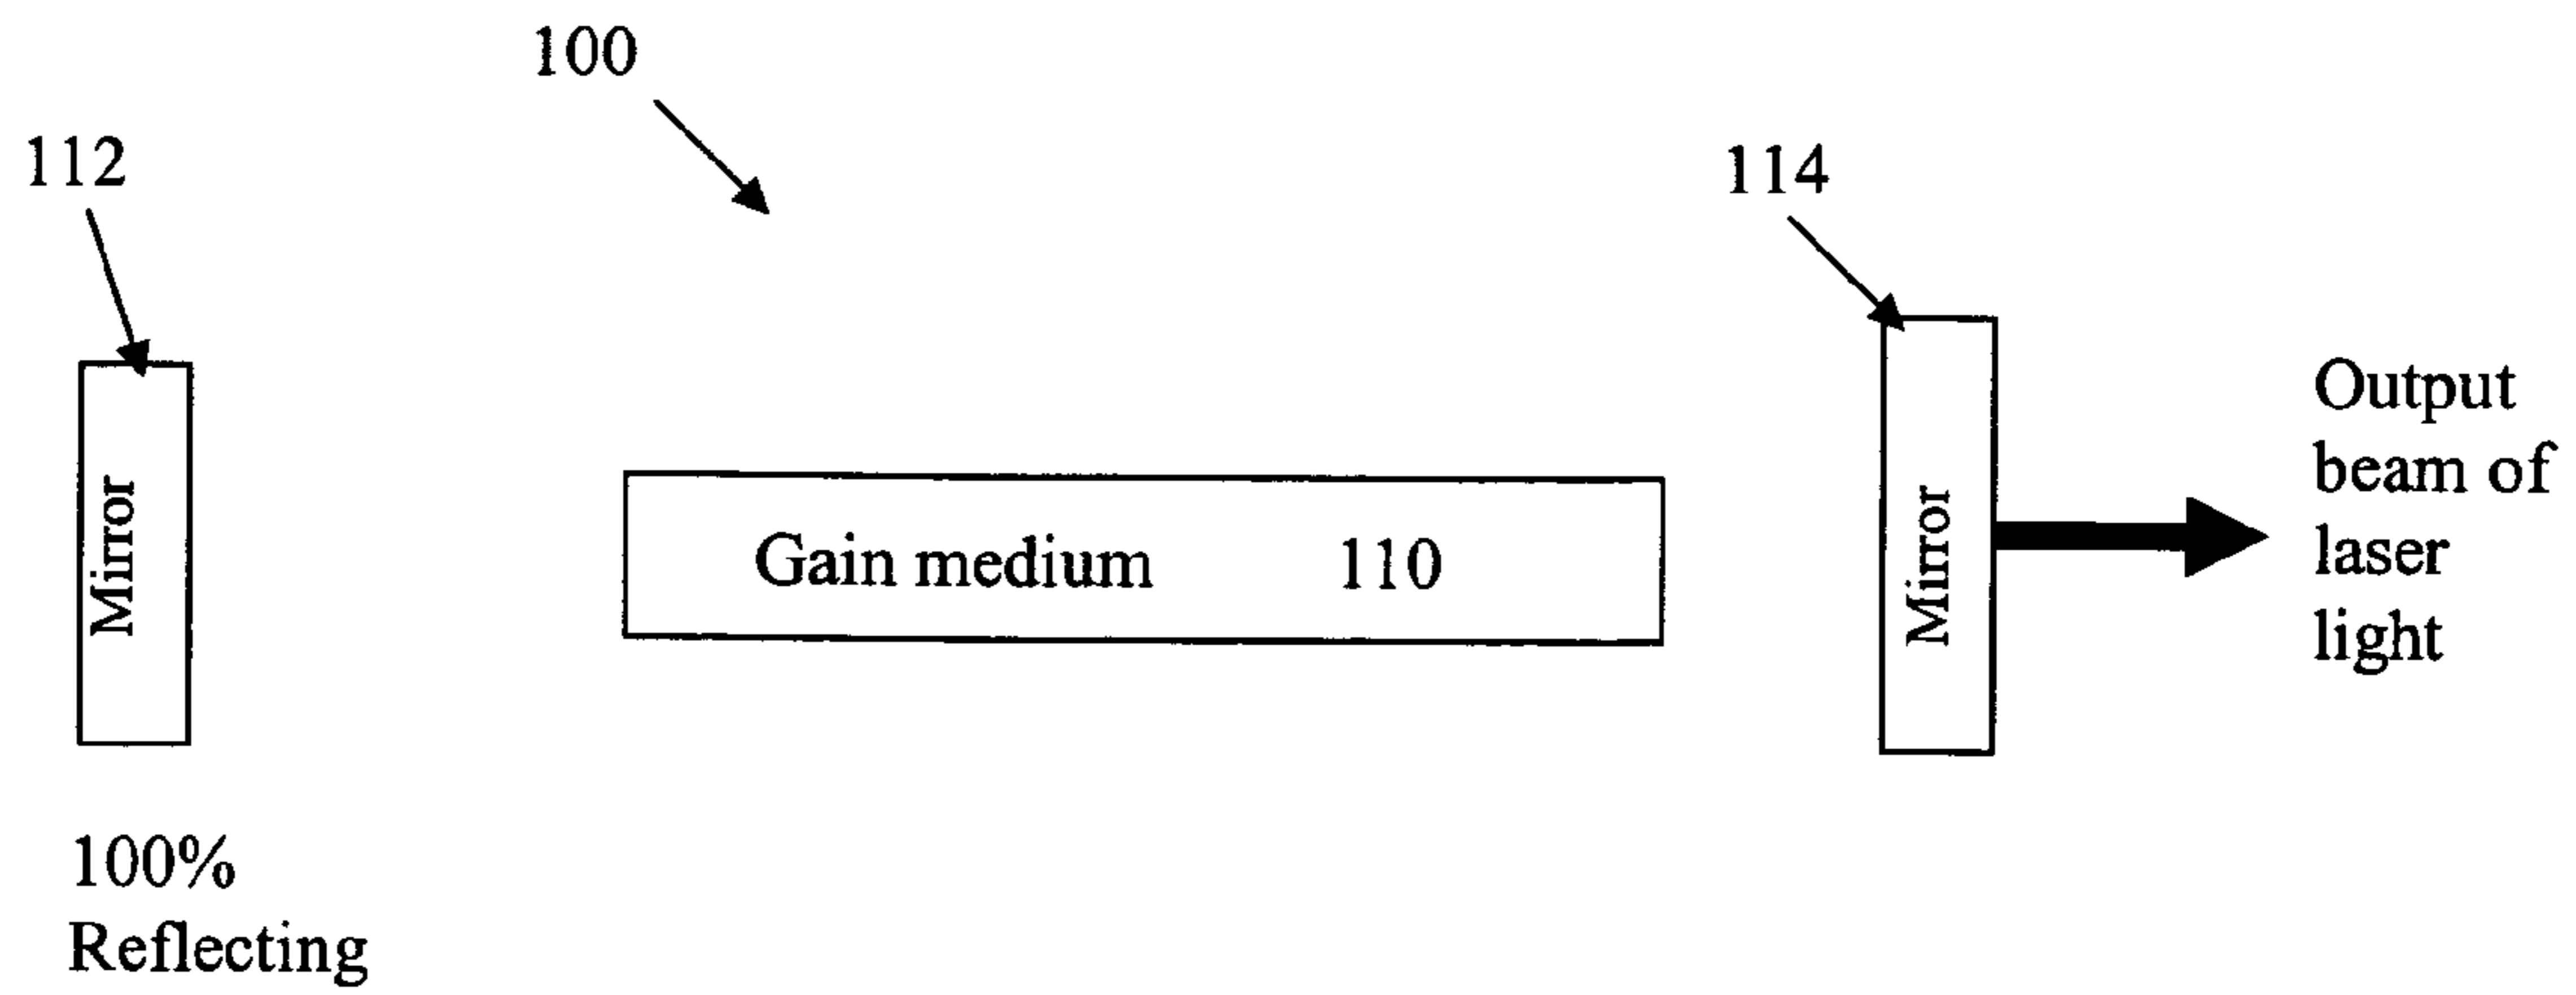 100
112
114
Mirror
Gain medium 110
Mirror
Output
beam of
laser
light
100%
Reflecting